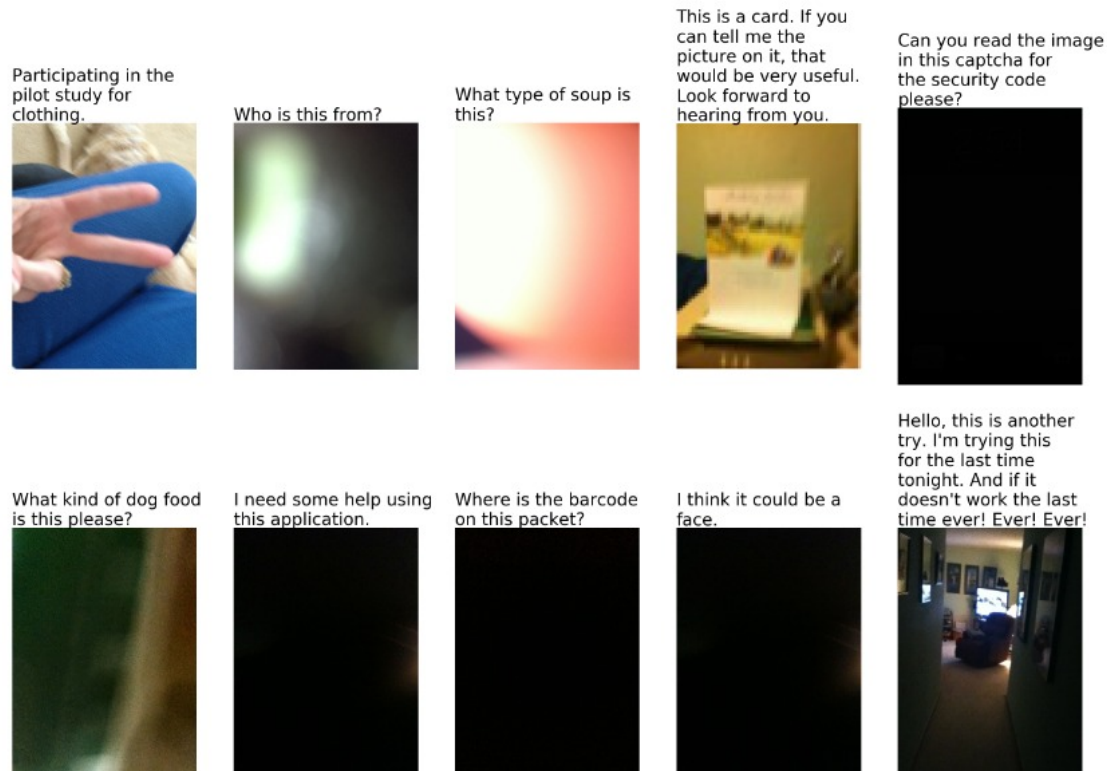 Participating in the
pilot study for
clothing.
Who is this from?
What type of soup is
this?
This is a card. If you
can tell me the
picture on it, that
would be very useful.
Look forward to
hearing from you.
Can you read the image
in this captcha for
the security code
please?
What kind of dog food
is this please?
I need some help using
this application.
Where is the barcode
on this packet?
I think it could be a
face.
Hello, this is another
try. I'm trying this
for the last time
tonight. And if it
doesn't work the last
time ever! Ever! Ever!